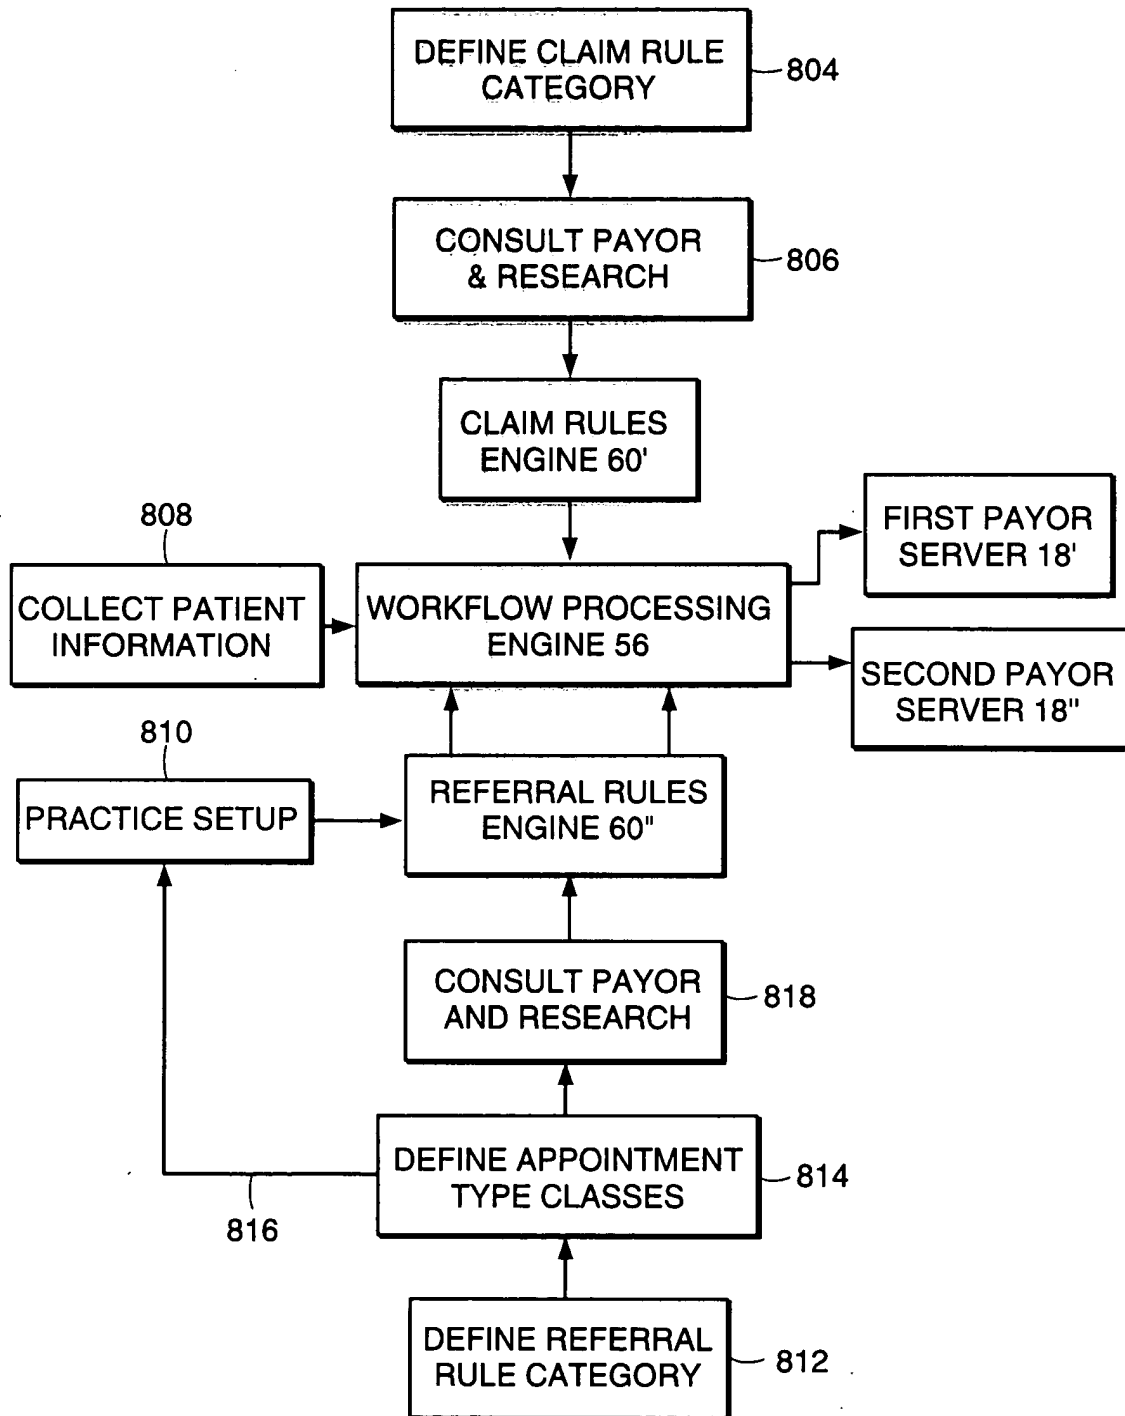 DEFINE CLAIM RULE
CATEGORY
804
CONSULT PAYOR
& RESEARCH
806
CLAIM RULES
ENGINE 60'
808
COLLECT PATIENT
INFORMATION
WORKFLOW PROCESSING
ENGINE 56
FIRST PAYOR
SERVER 18'
SECOND PAYOR
SERVER 18"
810
PRACTICE SETUP
REFERRAL RULES
ENGINE 60"
CONSULT PAYOR
AND RESEARCH
818
DEFINE APPOINTMENT
TYPE CLASSES
814
816
DEFINE REFERRAL
RULE CATEGORY
812